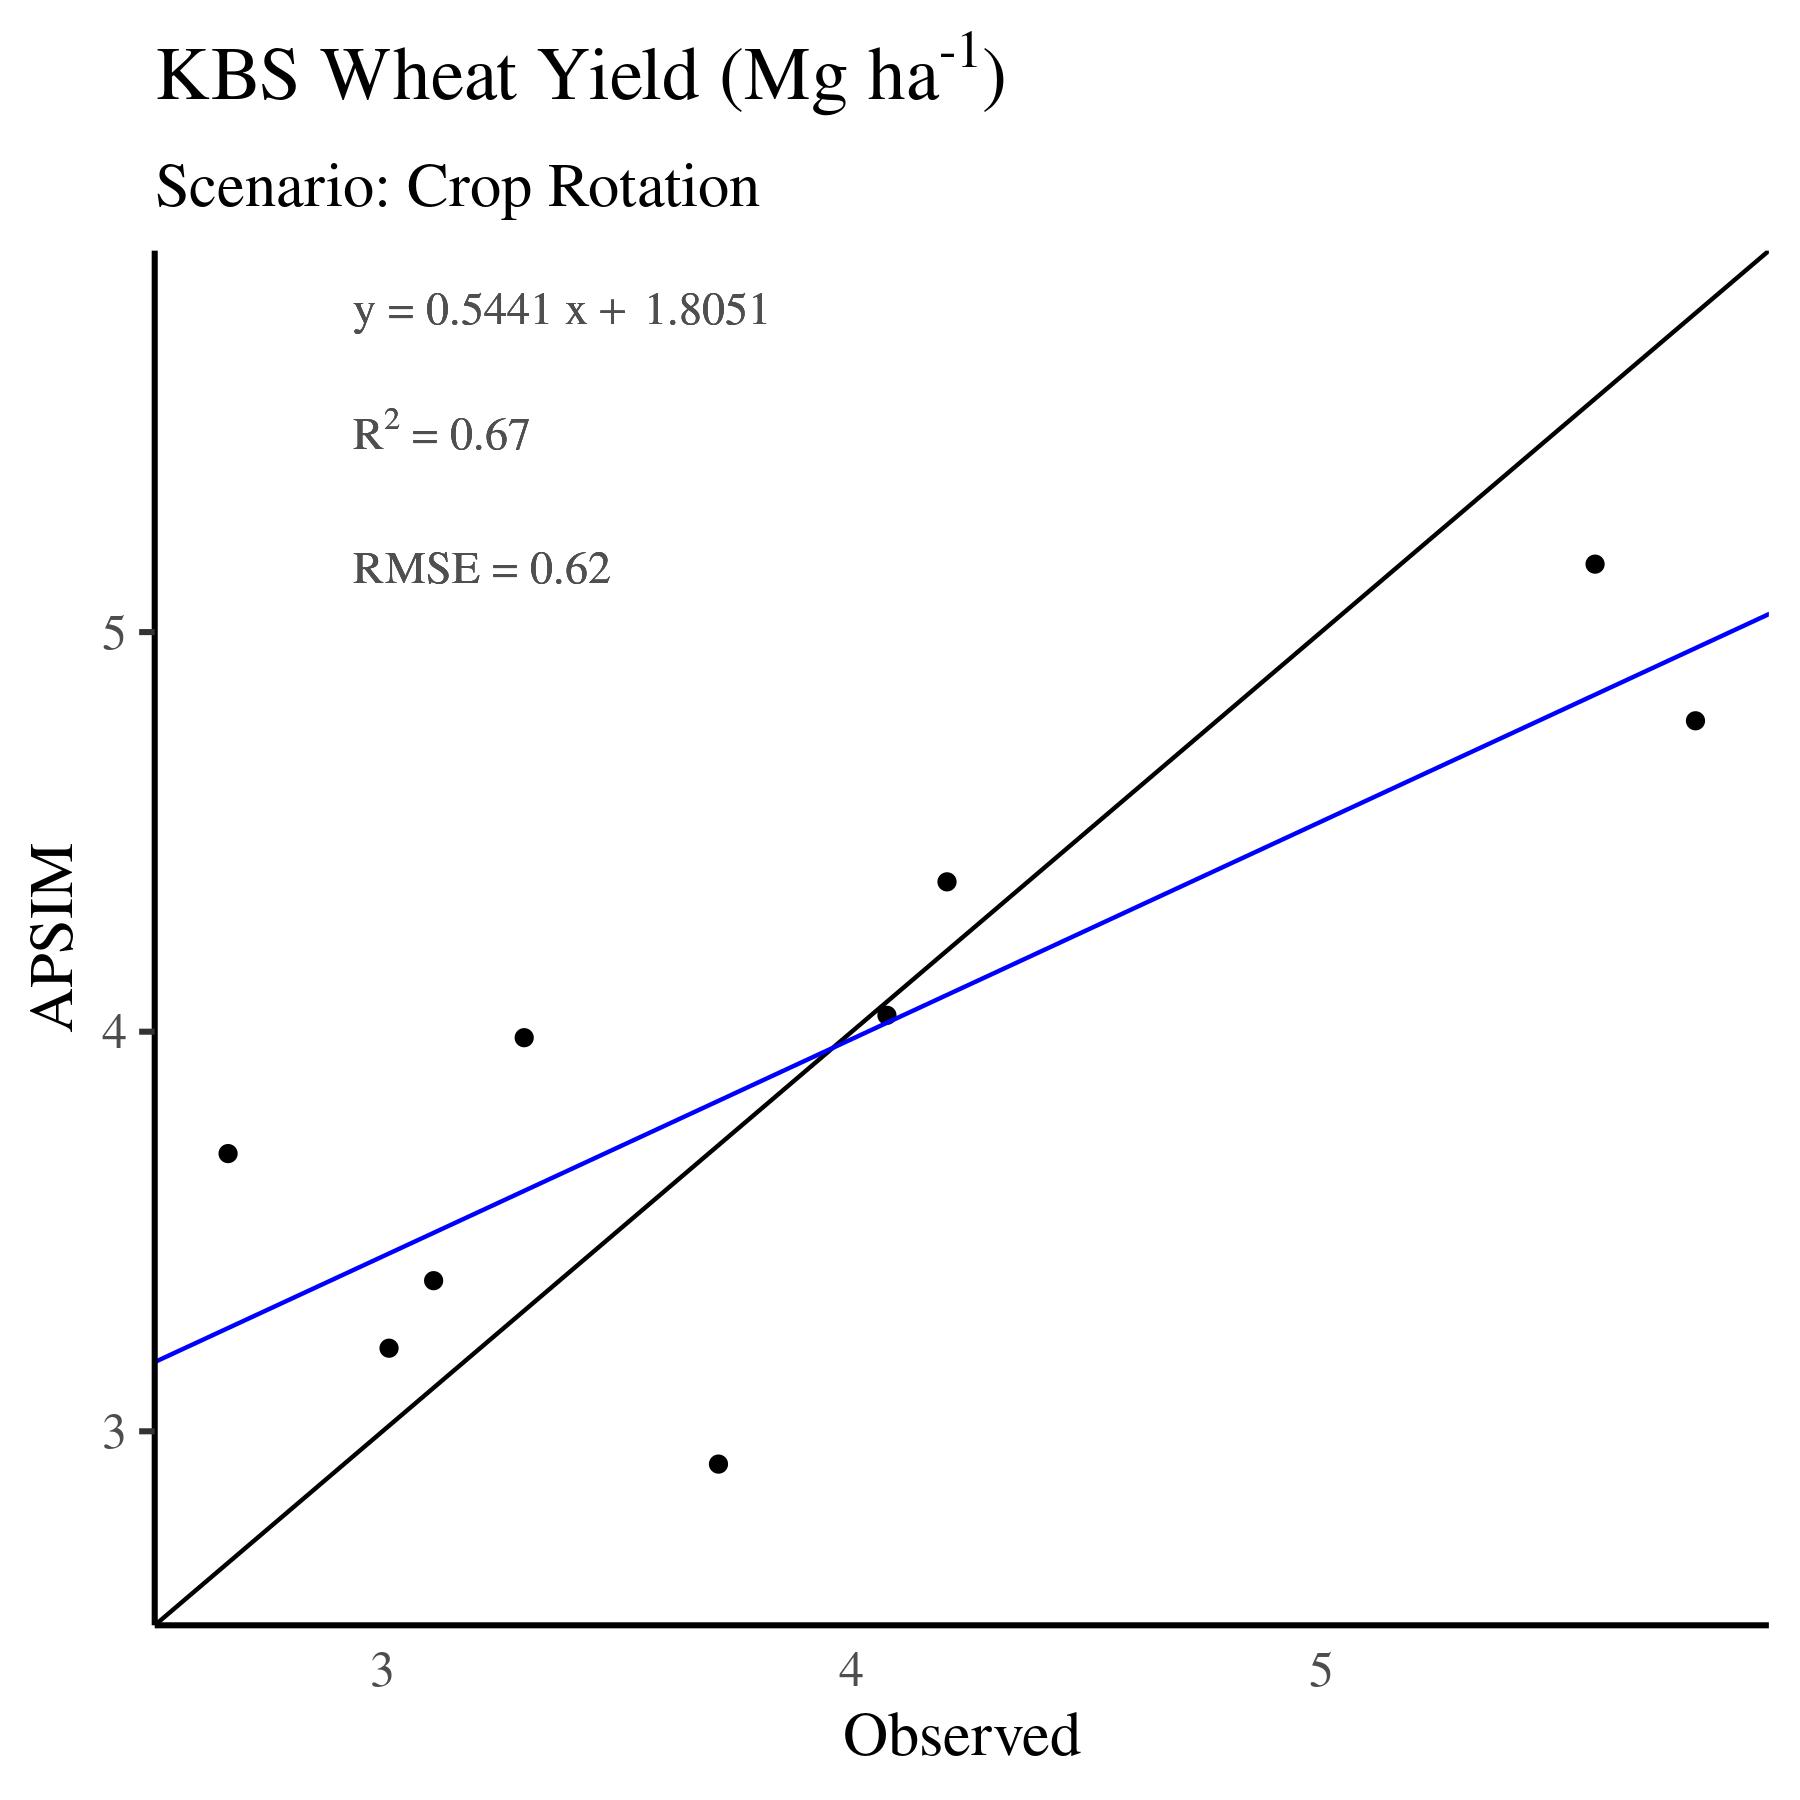 KBS Wheat Yield (Mg ha⁻¹)
Scenario: Crop Rotation
y = 0.5441 x + 1.8051
R² = 0.67
RMSE = 0.62
5
4
3
APSIM
3 4 5
Observed